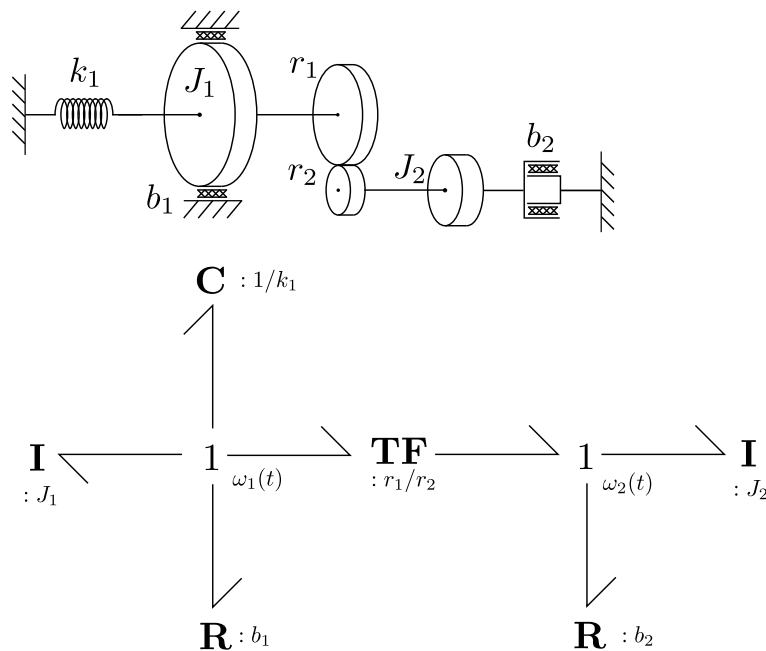 k₁
J₁
b₁
r₁
r₂
J₂
b₂
C : 1/k₁
I : J₁
1 ω₁(t)
TF : r₁/r₂
1 ω₂(t)
I : J₂
R : b₁
R : b₂